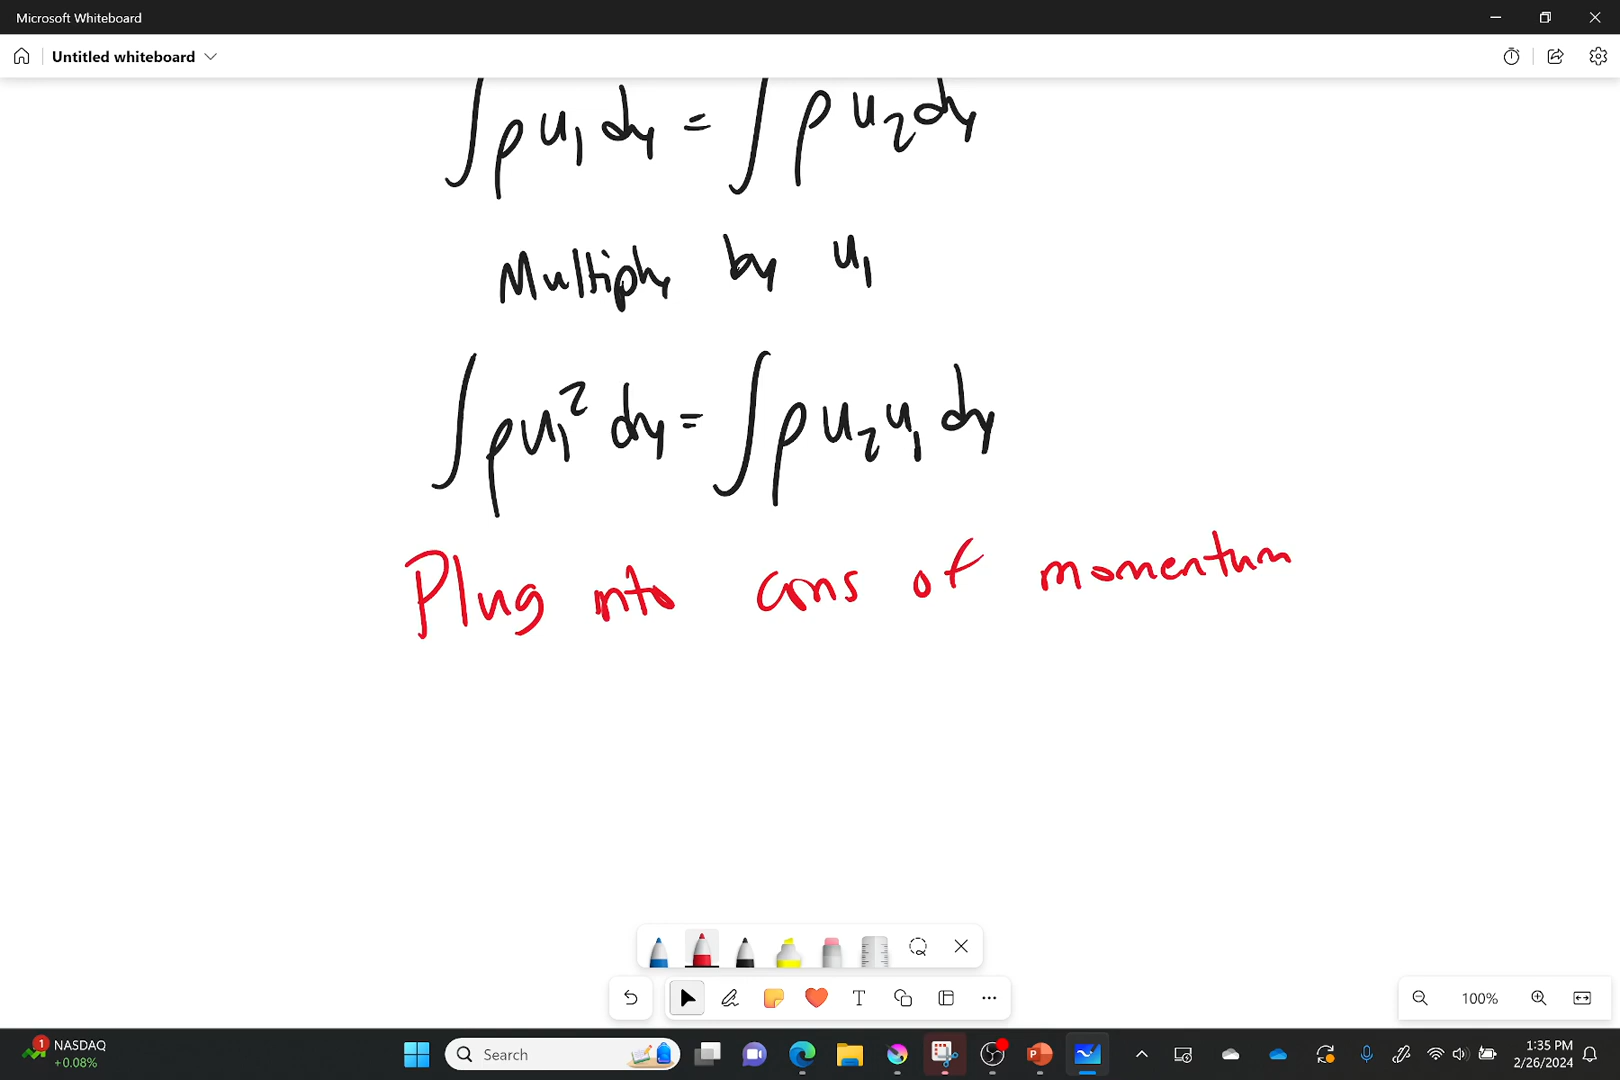 Microsoft Whiteboard
Untitled whiteboard
∫ρu₁dy = ∫ρu₂dy
Multiply by u₁
∫ρu₁²dy = ∫ρu₂u₁dy
Plug into cons of momentum
100%
1
NASDAQ
+0.08%
Search
1:35 PM
2/26/2024